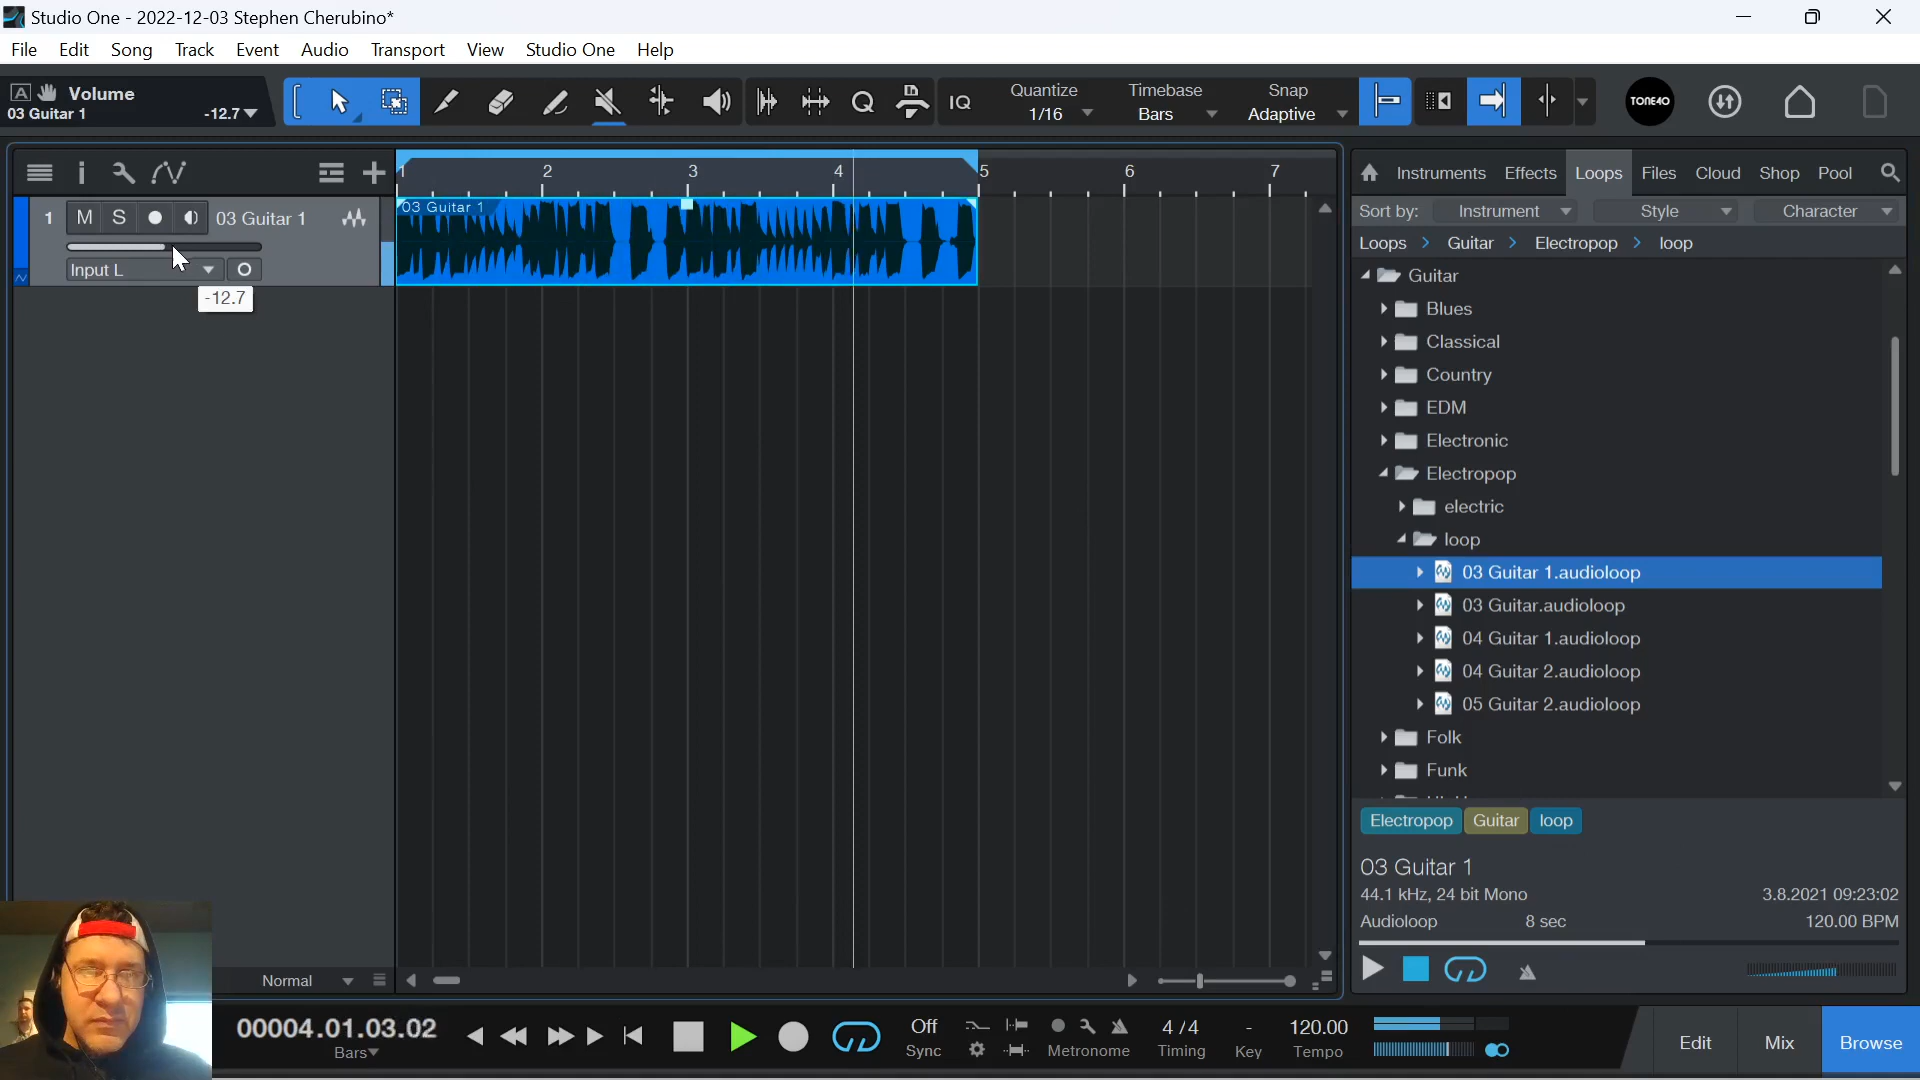 Studio One - 2022-12-03 Stephen Cherubino*
File Edit Song Track Event Audio Transport View Studio One Help
A Volume
03 Guitar 1 -12.7
IQ
Quantize
1/16
Timebase
Bars
Snap
Adaptive
TONE40
1 2 3 4 5 6 7
1 M S 03 Guitar 1
Input L
-12.7
03 Guitar 1
Instruments Effects Loops Files Cloud Shop Pool
Sort by: Instrument Style Character
Loops Guitar Electropop loop
Guitar
Blues
Classical
Country
EDM
Electronic
Electropop
electric
loop
03 Guitar 1.audioloop
03 Guitar.audioloop
04 Guitar 1.audioloop
04 Guitar 2.audioloop
05 Guitar 2.audioloop
Folk
Funk
Electropop Guitar loop
03 Guitar 1
44.1 kHz, 24 bit Mono 3.8.2021 09:23:02
Audioloop 8 sec 120.00 BPM
Normal
00004.01.03.02
Bars
Off
Sync
Metronome
4 / 4
Timing
-
Key
120.00
Tempo
Edit Mix Browse